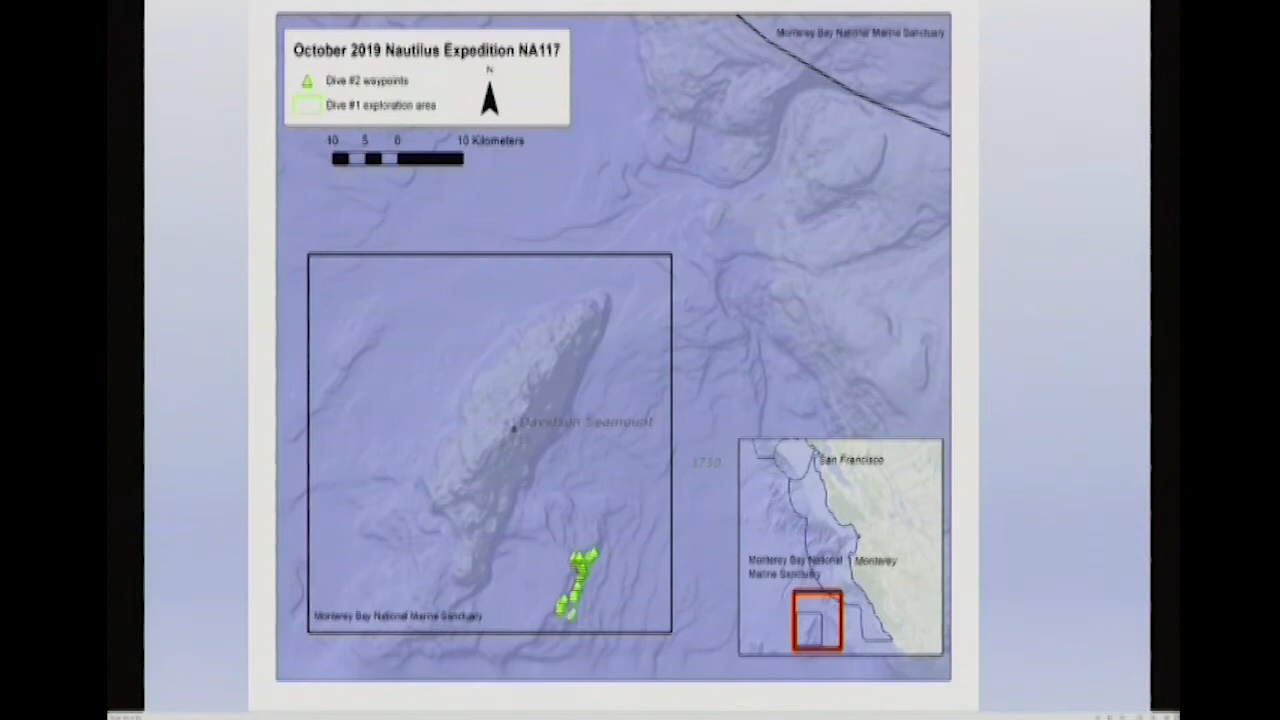 Monterey Bay National Marine Sanctuary
October 2019 Nautilus Expedition NA117
N
Dive #2 waypoints
Dive #1 exploration area
10 5 0 10 Kilometers
Davidson Seamount
3730
San Francisco
Monterey Bay National
Marine Sanctuary
Monterey
Monterey Bay National Marine Sanctuary